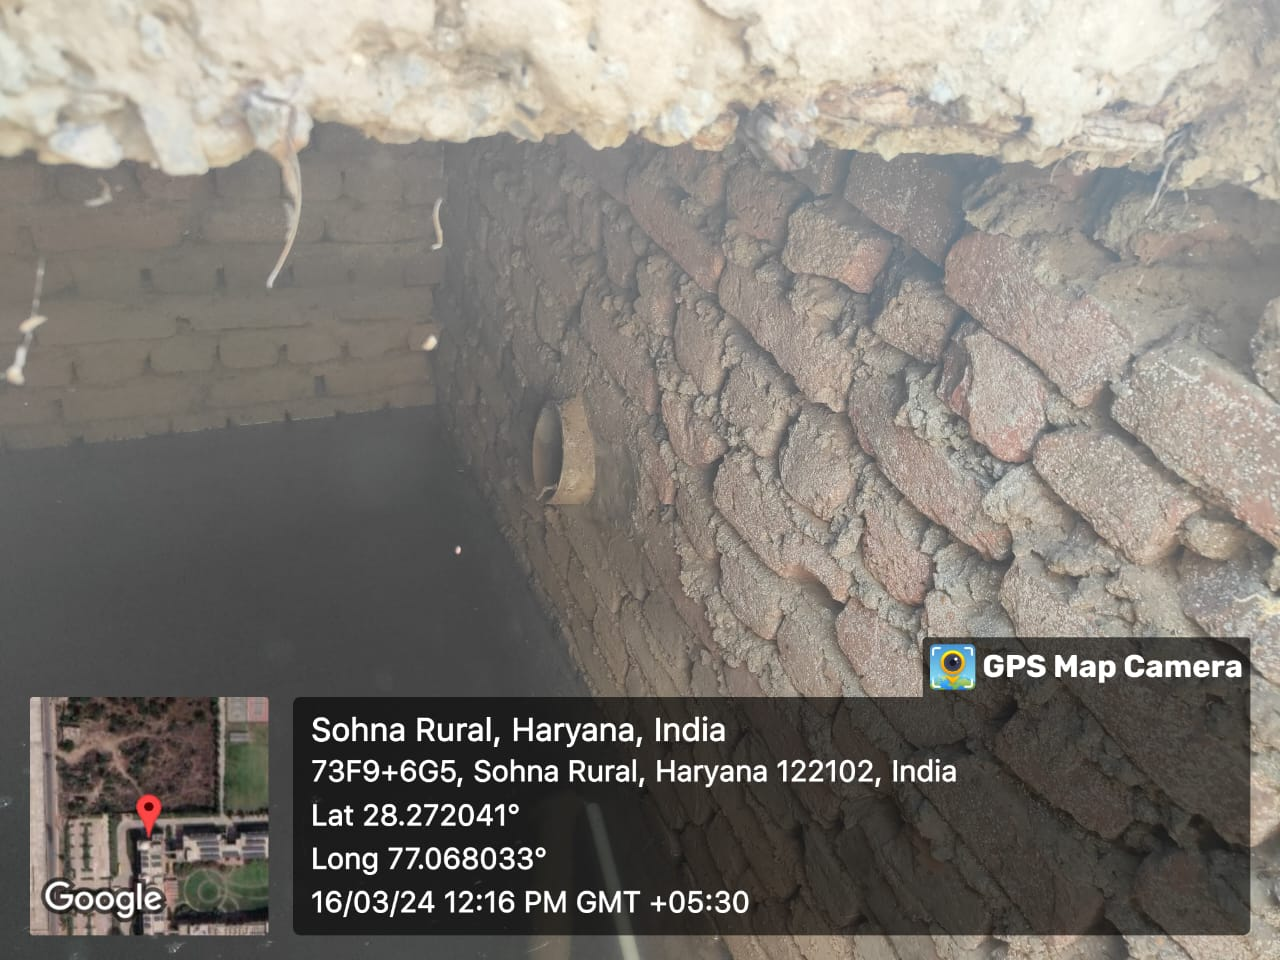 GPS Map Camera
Sohna Rural, Haryana, India
73F9+6G5, Sohna Rural, Haryana 122102, India
Lat 28.272041°
Long 77.068033°
16/03/24 12:16 PM GMT +05:30
Google